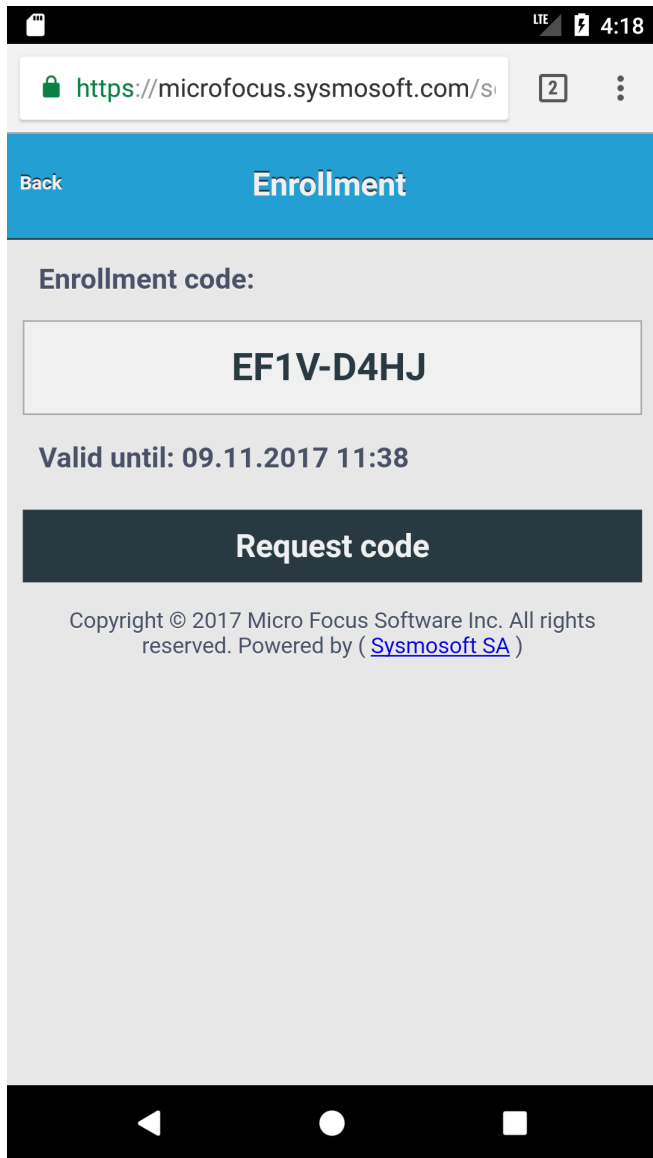 LTE 4:18
https://microfocus.sysmosoft.com/s
2
Back
Enrollment
Enrollment code:
EF1V-D4HJ
Valid until: 09.11.2017 11:38
Request code
Copyright © 2017 Micro Focus Software Inc. All rights
reserved. Powered by ( Sysmosoft SA )